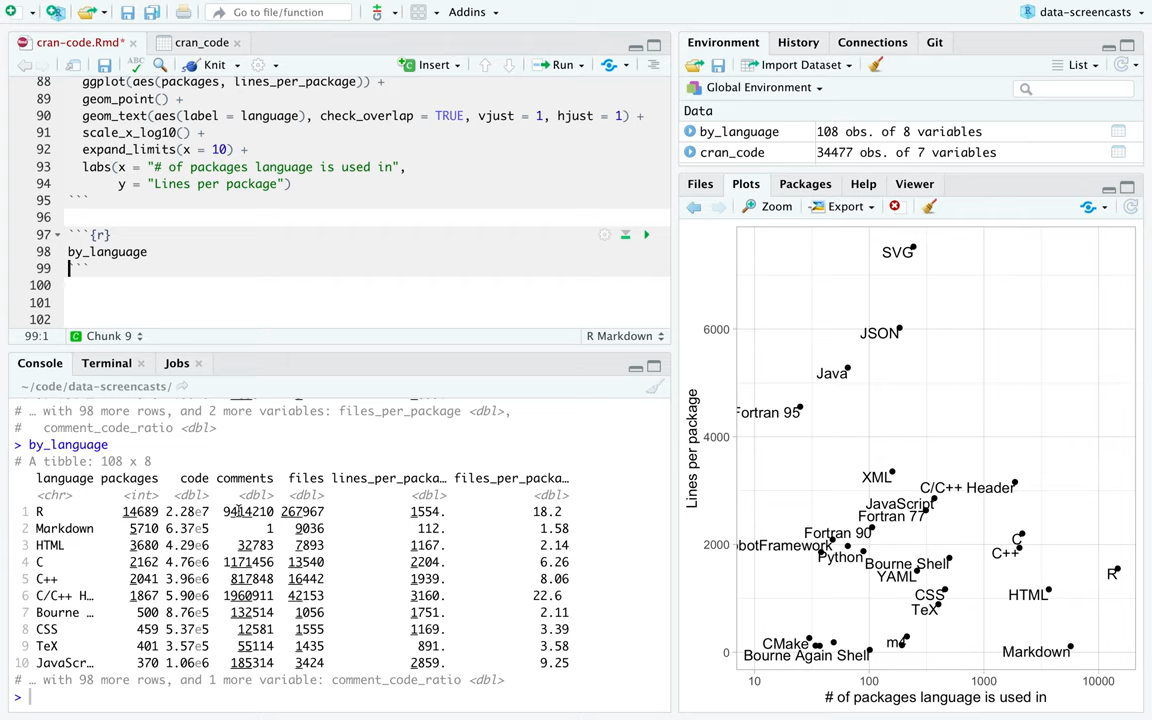 Go to file/function
Addins
data-screencasts
cran-code.Rmd*
cran_code
ABC
Knit
Insert
Run
88 ggplot(aes(packages, lines_per_package)) +
89 geom_point() +
90 geom_text(aes(label = language), check_overlap = TRUE, vjust = 1, hjust = 1) +
91 scale_x_log10() +
92 expand_limits(x = 10) +
93 labs(x = "# of packages language is used in",
94 y = "Lines per package")
95 ```
96
97 ```{r}
98 by_language
99 ```
100
101
102
99:1 Chunk 9 R Markdown
Console Terminal Jobs
~/code/data-screencasts/
# … with 98 more rows, and 2 more variables: files_per_package <dbl>,
# comment_code_ratio <dbl>
> by_language
# A tibble: 108 x 8
language packages code comments files lines_per_packa… files_per_packa…
<chr> <int> <dbl> <dbl> <dbl> <dbl> <dbl>
1 R 14689 2.28e7 9414210 267967 1554. 18.2
2 Markdown 5710 6.37e5 1 9036 112. 1.58
3 HTML 3680 4.29e6 32783 7893 1167. 2.14
4 C 2162 4.76e6 1171456 13540 2204. 6.26
5 C++ 2041 3.96e6 817848 16442 1939. 8.06
6 C/C++ H… 1867 5.90e6 1960911 42153 3160. 22.6
7 Bourne … 500 8.76e5 132514 1056 1751. 2.11
8 CSS 459 5.37e5 12581 1555 1169. 3.39
9 TeX 401 3.57e5 55114 1435 891. 3.58
10 JavaScr… 370 1.06e6 185314 3424 2859. 9.25
# … with 98 more rows, and 1 more variable: comment_code_ratio <dbl>
>
Environment History Connections Git
Import Dataset
List
Global Environment
Data
by_language 108 obs. of 8 variables
cran_code 34477 obs. of 7 variables
Files Plots Packages Help Viewer
Zoom Export
SVG
6000
JSON
Java
Fortran 95
4000
XML
C/C++ Header
JavaScript
Fortran 77
Fortran 90
C
2000
obotFramework
C++
Python
Bourne Shell
YAML
R
CSS
HTML
TeX
CMake
m4
Bourne Again Shell
Markdown
0
10 100 1000 10000
# of packages language is used in
Lines per package